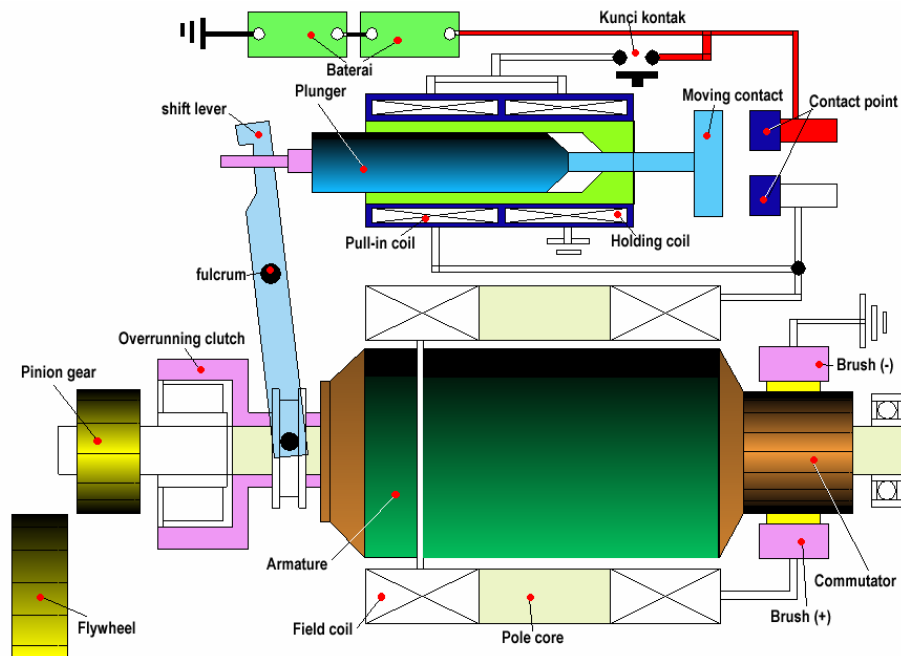 Kunci kontak
Baterai
Plunger
Moving contact
Contact point
shift lever
Pull-in coil
Holding coil
fulcrum
Overrunning clutch
Brush (-)
Pinion gear
Armature
Commutator
Flywheel
Field coil
Pole core
Brush (+)